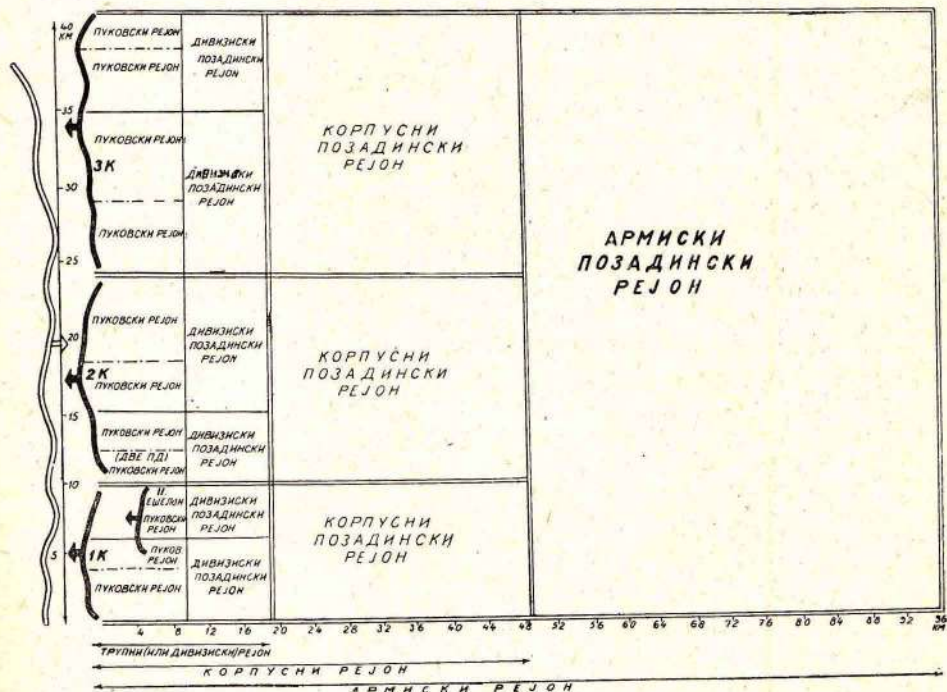 40
КМ
ПУКОВСКИ РЕЈОН
ДИВИЗИСКИ
ПОЗАДИНСКИ
РЕЈОН
ПУКОВСКИ РЕЈОН
35
ПУКОВСКИ РЕЈОН
3К
30
ПОЗАДИНСКИ
РЕЈОН
ПУКОВСКИ РЕЈОН
25
КОРПУСНИ
ПОЗАДИНСКИ
РЕЈОН
АРМИСКИ
ПОЗАДИНСКИ
РЕЈОН
ПУКОВСКИ РЕЈОН
20
ДИВИЗИСКИ
ПОЗАДИНСКИ
РЕЈОН
2К
ПУКОВСКИ РЕЈОН
15
КОРПУСНИ
ПОЗАДИНСКИ
РЕЈОН
ПУКОВСКИ РЕЈОН
ДИВИЗИСКИ
ПОЗАДИНСКИ
РЕЈОН
(ДВЕ ПД)
ПУКОВСКИ РЕЈОН
10
II.
ЕШЕЛОН
ПУКОВСКИ
РЕЈОН
ДИВИЗИСКИ
ПОЗАДИНСКИ
РЕЈОН
КОРПУСНИ
ПОЗАДИНСКИ
РЕЈОН
5
1К
ПУКОВ.
РЕЈОН
ПУКОВСКИ РЕЈОН
ДИВИЗИСКИ
ПОЗАДИНСКИ
РЕЈОН
4 8 12 16 20 24 28 32 36 40 44 48 52 56 60 64 68 72 76 80 84 88 92 96
КМ
ТРУПНИ (ИЛИ ДИВИЗИСКИ) РЕЈОН
КОРПУСНИ РЕЈОН
АРМИСКИ РЕЈОН